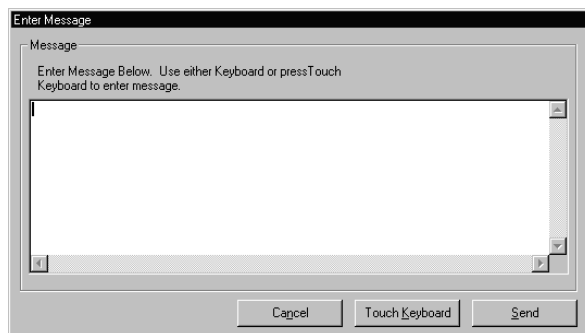 Enter Message
Message
Enter Message Below.  Use either Keyboard or pressTouch
Keyboard to enter message.
Cancel
Touch Keyboard
Send